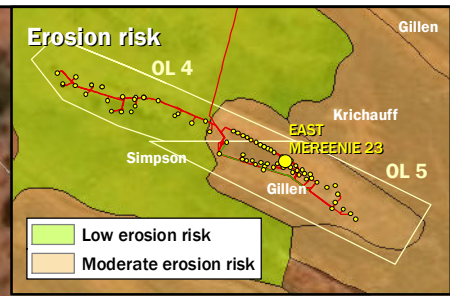 Gillen
Erosion risk
OL 4
Krichauff
EAST
MEREENIE 23
Simpson
OL 5
Gillen
Low erosion risk
Moderate erosion risk